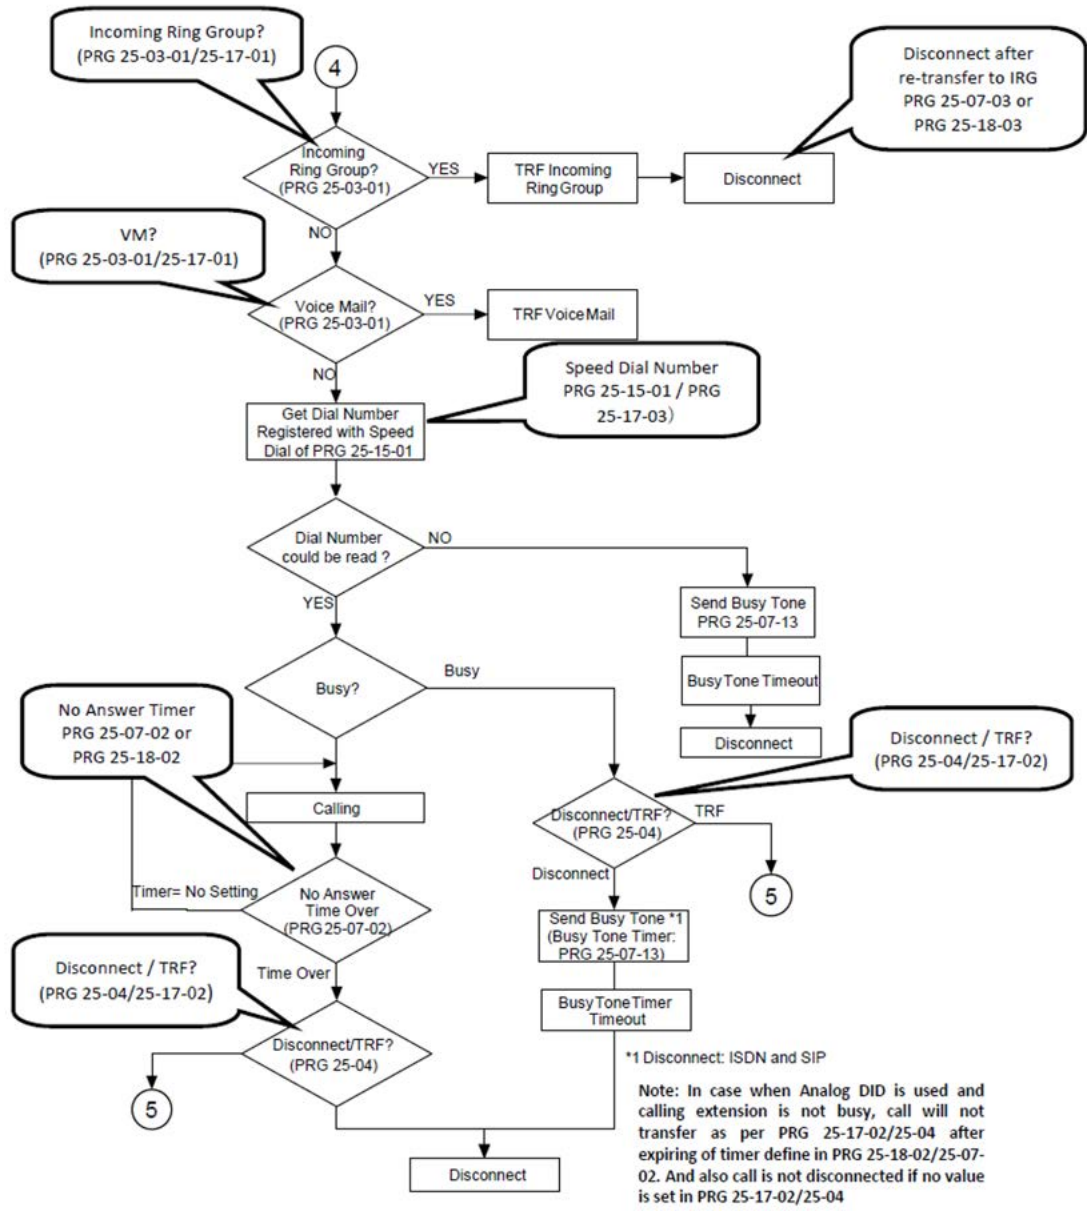 Incoming Ring Group?
(PRG 25-03-01/25-17-01)
4
Disconnect after
re-transfer to IRG
PRG 25-07-03 or
PRG 25-18-03
Incoming
Ring Group?
(PRG 25-03-01)
YES
TRF Incoming
Ring Group
Disconnect
NO
VM?
(PRG 25-03-01/25-17-01)
Voice Mail?
(PRG 25-03-01)
YES
TRF Voice Mail
NO
Speed Dial Number
PRG 25-15-01 / PRG
25-17-03)
Get Dial Number
Registered with Speed
Dial of PRG 25-15-01
Dial Number
could be read ?
NO
YES
Send Busy Tone
PRG 25-07-13
Busy Tone Timeout
Disconnect
Busy?
Busy
No Answer Timer
PRG 25-07-02 or
PRG 25-18-02
Disconnect / TRF?
(PRG 25-04/25-17-02)
Calling
Disconnect/TRF?
(PRG 25-04)
TRF
5
Disconnect
Timer= No Setting
No Answer
Time Over
(PRG 25-07-02)
Send Busy Tone *1
(Busy Tone Timer:
PRG 25-07-13)
Time Over
Disconnect / TRF?
(PRG 25-04/25-17-02)
Busy Tone Timer
Timeout
Disconnect/TRF?
(PRG 25-04)
5
*1 Disconnect: ISDN and SIP
Note: In case when Analog DID is used and
calling extension is not busy, call will not
transfer as per PRG 25-17-02/25-04 after
expiring of timer define in PRG 25-18-02/25-07-
02. And also call is not disconnected if no value
is set in PRG 25-17-02/25-04
Disconnect